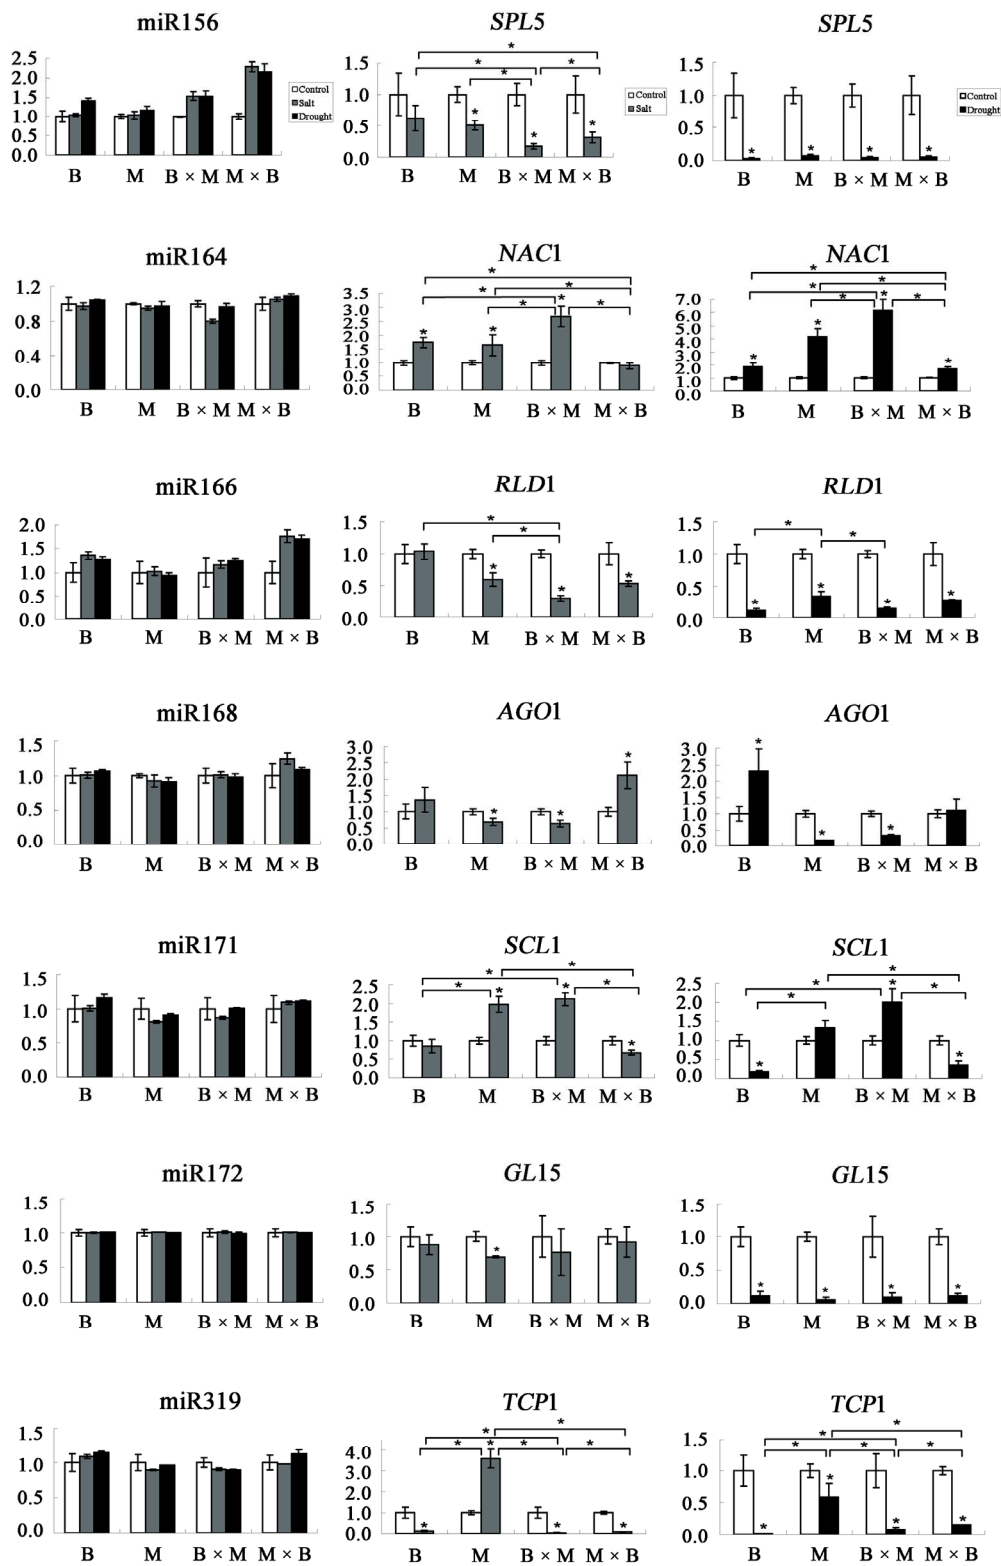 miR156 SPL5 SPL5
2.5 2.0 1.5 1.0 0.5 0.0 Control Salt Drought
B M B × M M × B
1.5 1.0 0.5 0.0 Control Salt
* * * * * * *
B M B × M M × B
1.5 1.0 0.5 0.0 Control Drought
* * * *
B M B × M M × B
miR164 NAC1 NAC1
1.2 0.8 0.4 0.0
B M B × M M × B
3.5 3.0 2.5 2.0 1.5 1.0 0.5 0.0
* * * * * * * *
B M B × M M × B
7.0 6.0 5.0 4.0 3.0 2.0 1.0 0.0
* * * * * * * * *
B M B × M M × B
miR166 RLD1 RLD1
2.0 1.5 1.0 0.5 0.0
B M B × M M × B
1.5 1.0 0.5 0.0
* * * * *
B M B × M M × B
1.5 1.0 0.5 0.0
* * * * *
B M B × M M × B
miR168 AGO1 AGO1
1.5 1.0 0.5 0.0
B M B × M M × B
3.0 2.5 2.0 1.5 1.0 0.5 0.0
* * *
B M B × M M × B
3.0 2.5 2.0 1.5 1.0 0.5 0.0
* * *
B M B × M M × B
miR171 SCL1 SCL1
1.5 1.0 0.5 0.0
B M B × M M × B
2.5 2.0 1.5 1.0 0.5 0.0
* * * * * * *
B M B × M M × B
2.5 2.0 1.5 1.0 0.5 0.0
* * * * * * *
B M B × M M × B
miR172 GL15 GL15
1.5 1.0 0.5 0.0
B M B × M M × B
1.5 1.0 0.5 0.0
*
B M B × M M × B
1.5 1.0 0.5 0.0
* * * *
B M B × M M × B
miR319 TCP1 TCP1
1.5 1.0 0.5 0.0
B M B × M M × B
4.0 3.0 2.0 1.0 0.0
* * * * * * * * *
B M B × M M × B
1.5 1.0 0.5 0.0
* * * * * * * * *
B M B × M M × B